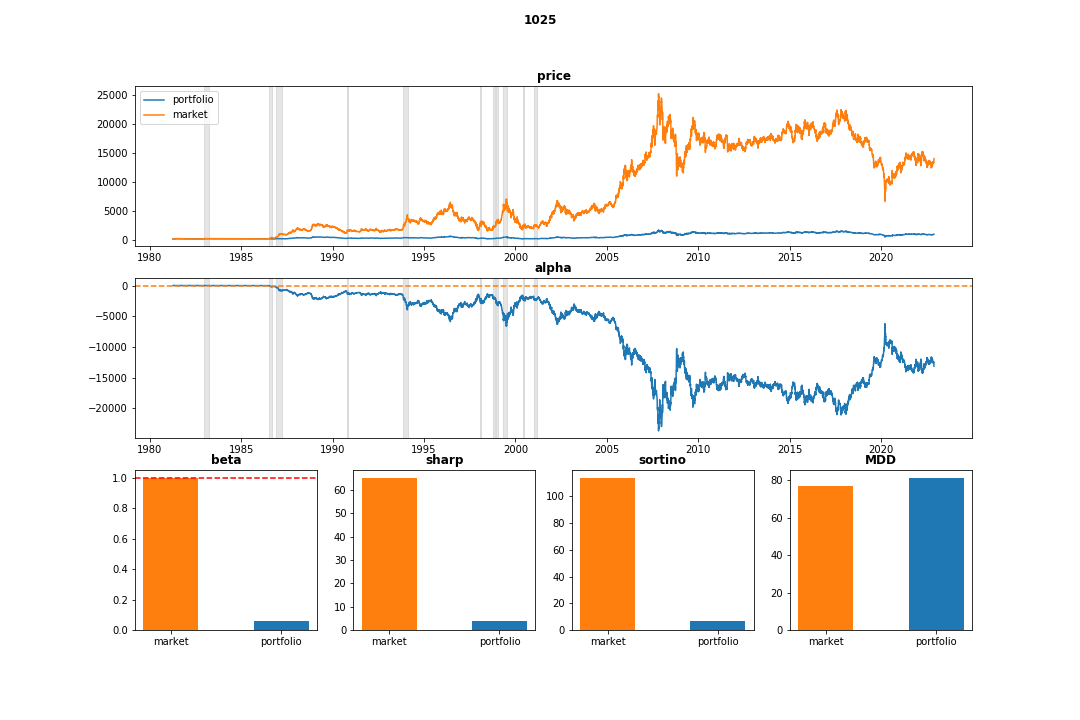 1025
price
25000
20000
15000
10000
5000
0
portfolio
market
1980 1985 1990 1995 2000 2005 2010 2015 2020
alpha
0
−5000
−10000
−15000
−20000
1980 1985 1990 1995 2000 2005 2010 2015 2020
beta
1.0
0.8
0.6
0.4
0.2
0.0
market portfolio
sharp
60
50
40
30
20
10
0
market portfolio
sortino
100
80
60
40
20
0
market portfolio
MDD
80
60
40
20
0
market portfolio